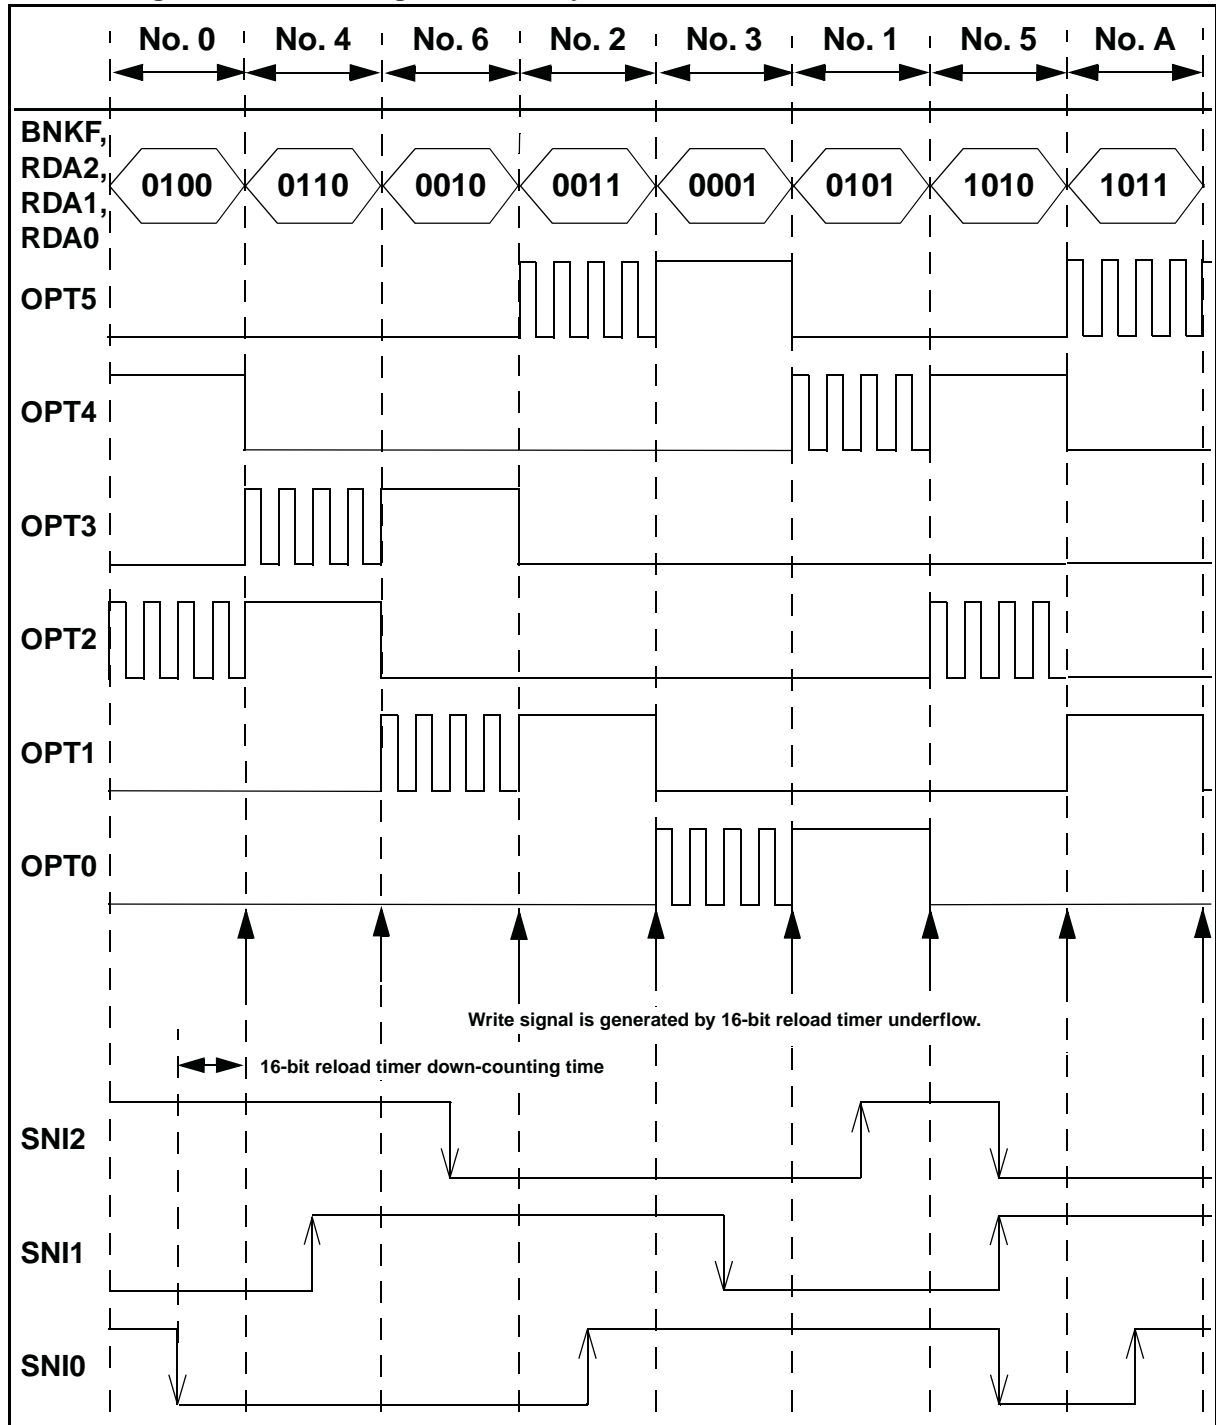 No. 0 No. 4 No. 6 No. 2 No. 3 No. 1 No. 5 No. A
BNKF,
RDA2,
RDA1,
RDA0
0100 0110 0010 0011 0001 0101 1010 1011
OPT5
OPT4
OPT3
OPT2
OPT1
OPT0
Write signal is generated by 16-bit reload timer underflow.
16-bit reload timer down-counting time
SNI2
SNI1
SNI0